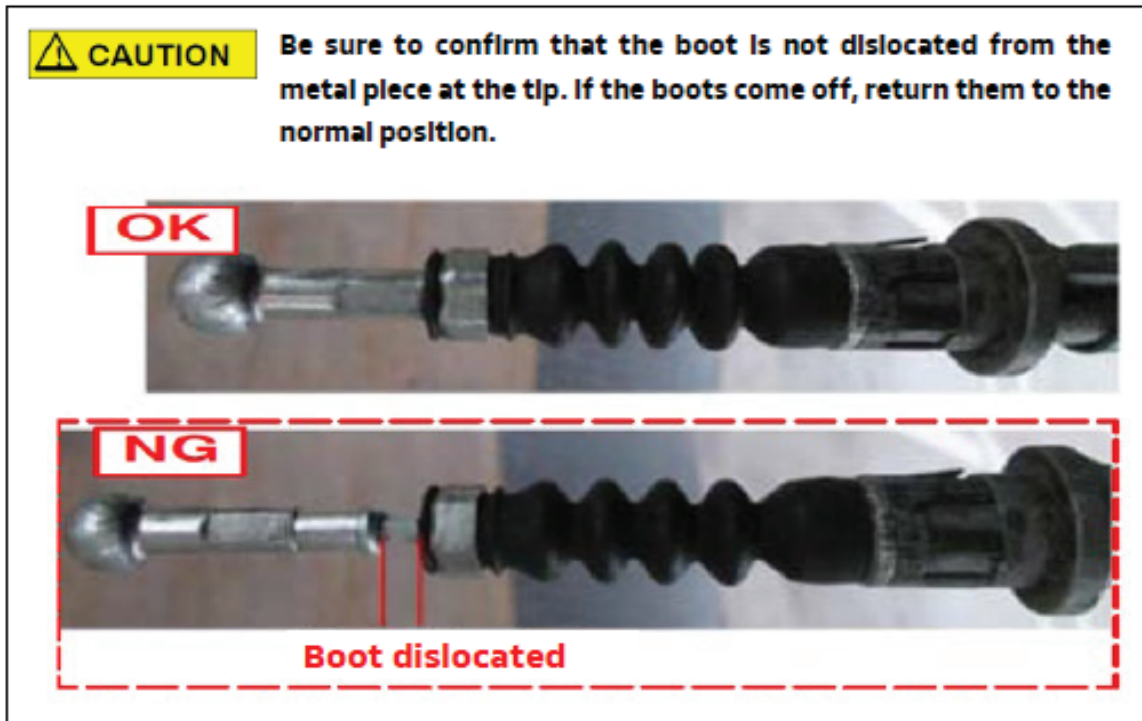 CAUTION
Be sure to confirm that the boot is not dislocated from the
metal piece at the tip. If the boots come off, return them to the
normal position.
OK
NG
Boot dislocated